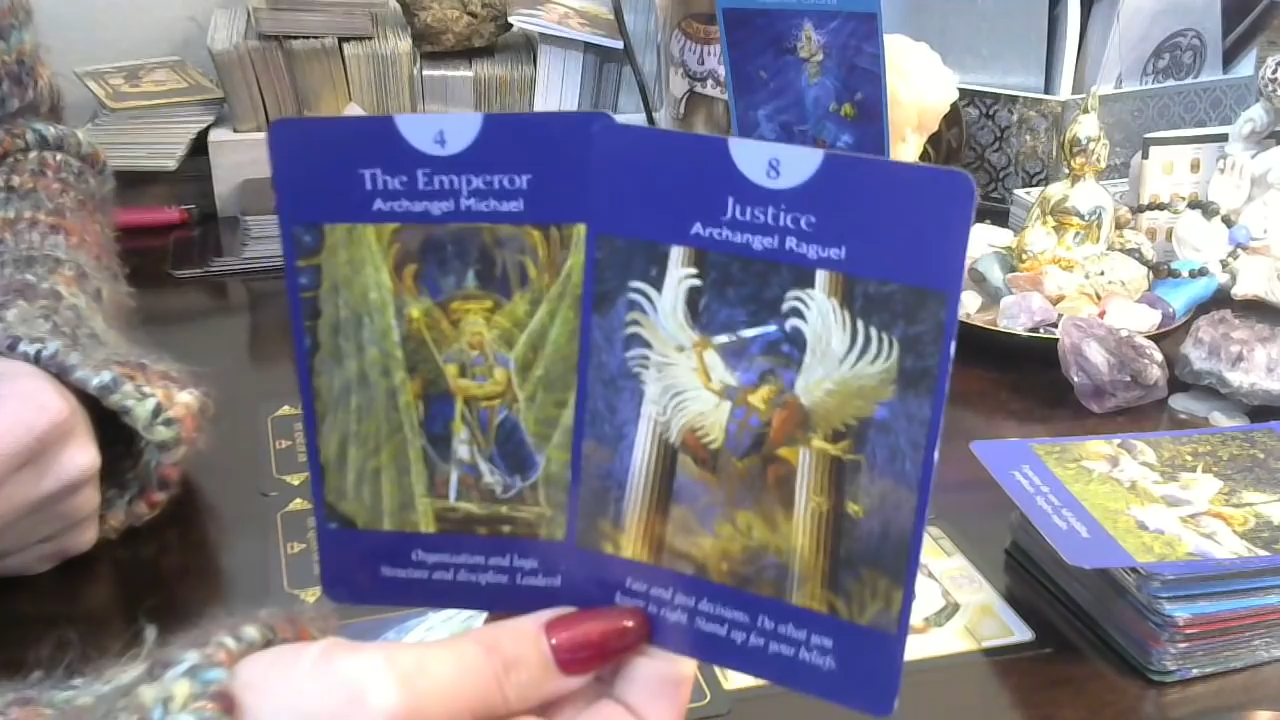 4
The Emperor
Archangel Michael
Organization and logic
Structure and discipline. Leadersl
8
Justice
Archangel Raguel
Fair and just decisions. Do what you
know is right. Stand up for your beliefs.